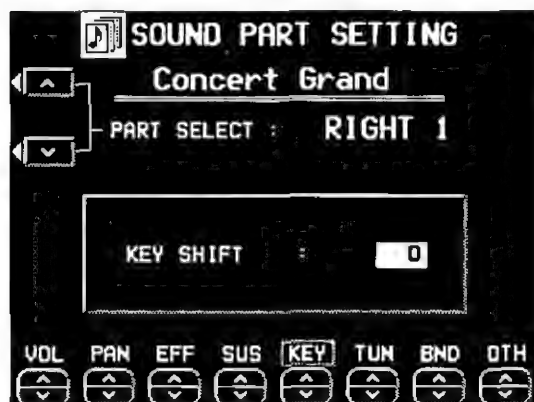 SOUND PART SETTING
Concert Grand
PART SELECT : RIGHT 1
KEY SHIFT : 0
VOL PAN EFF SUS KEY TUN BND OTH